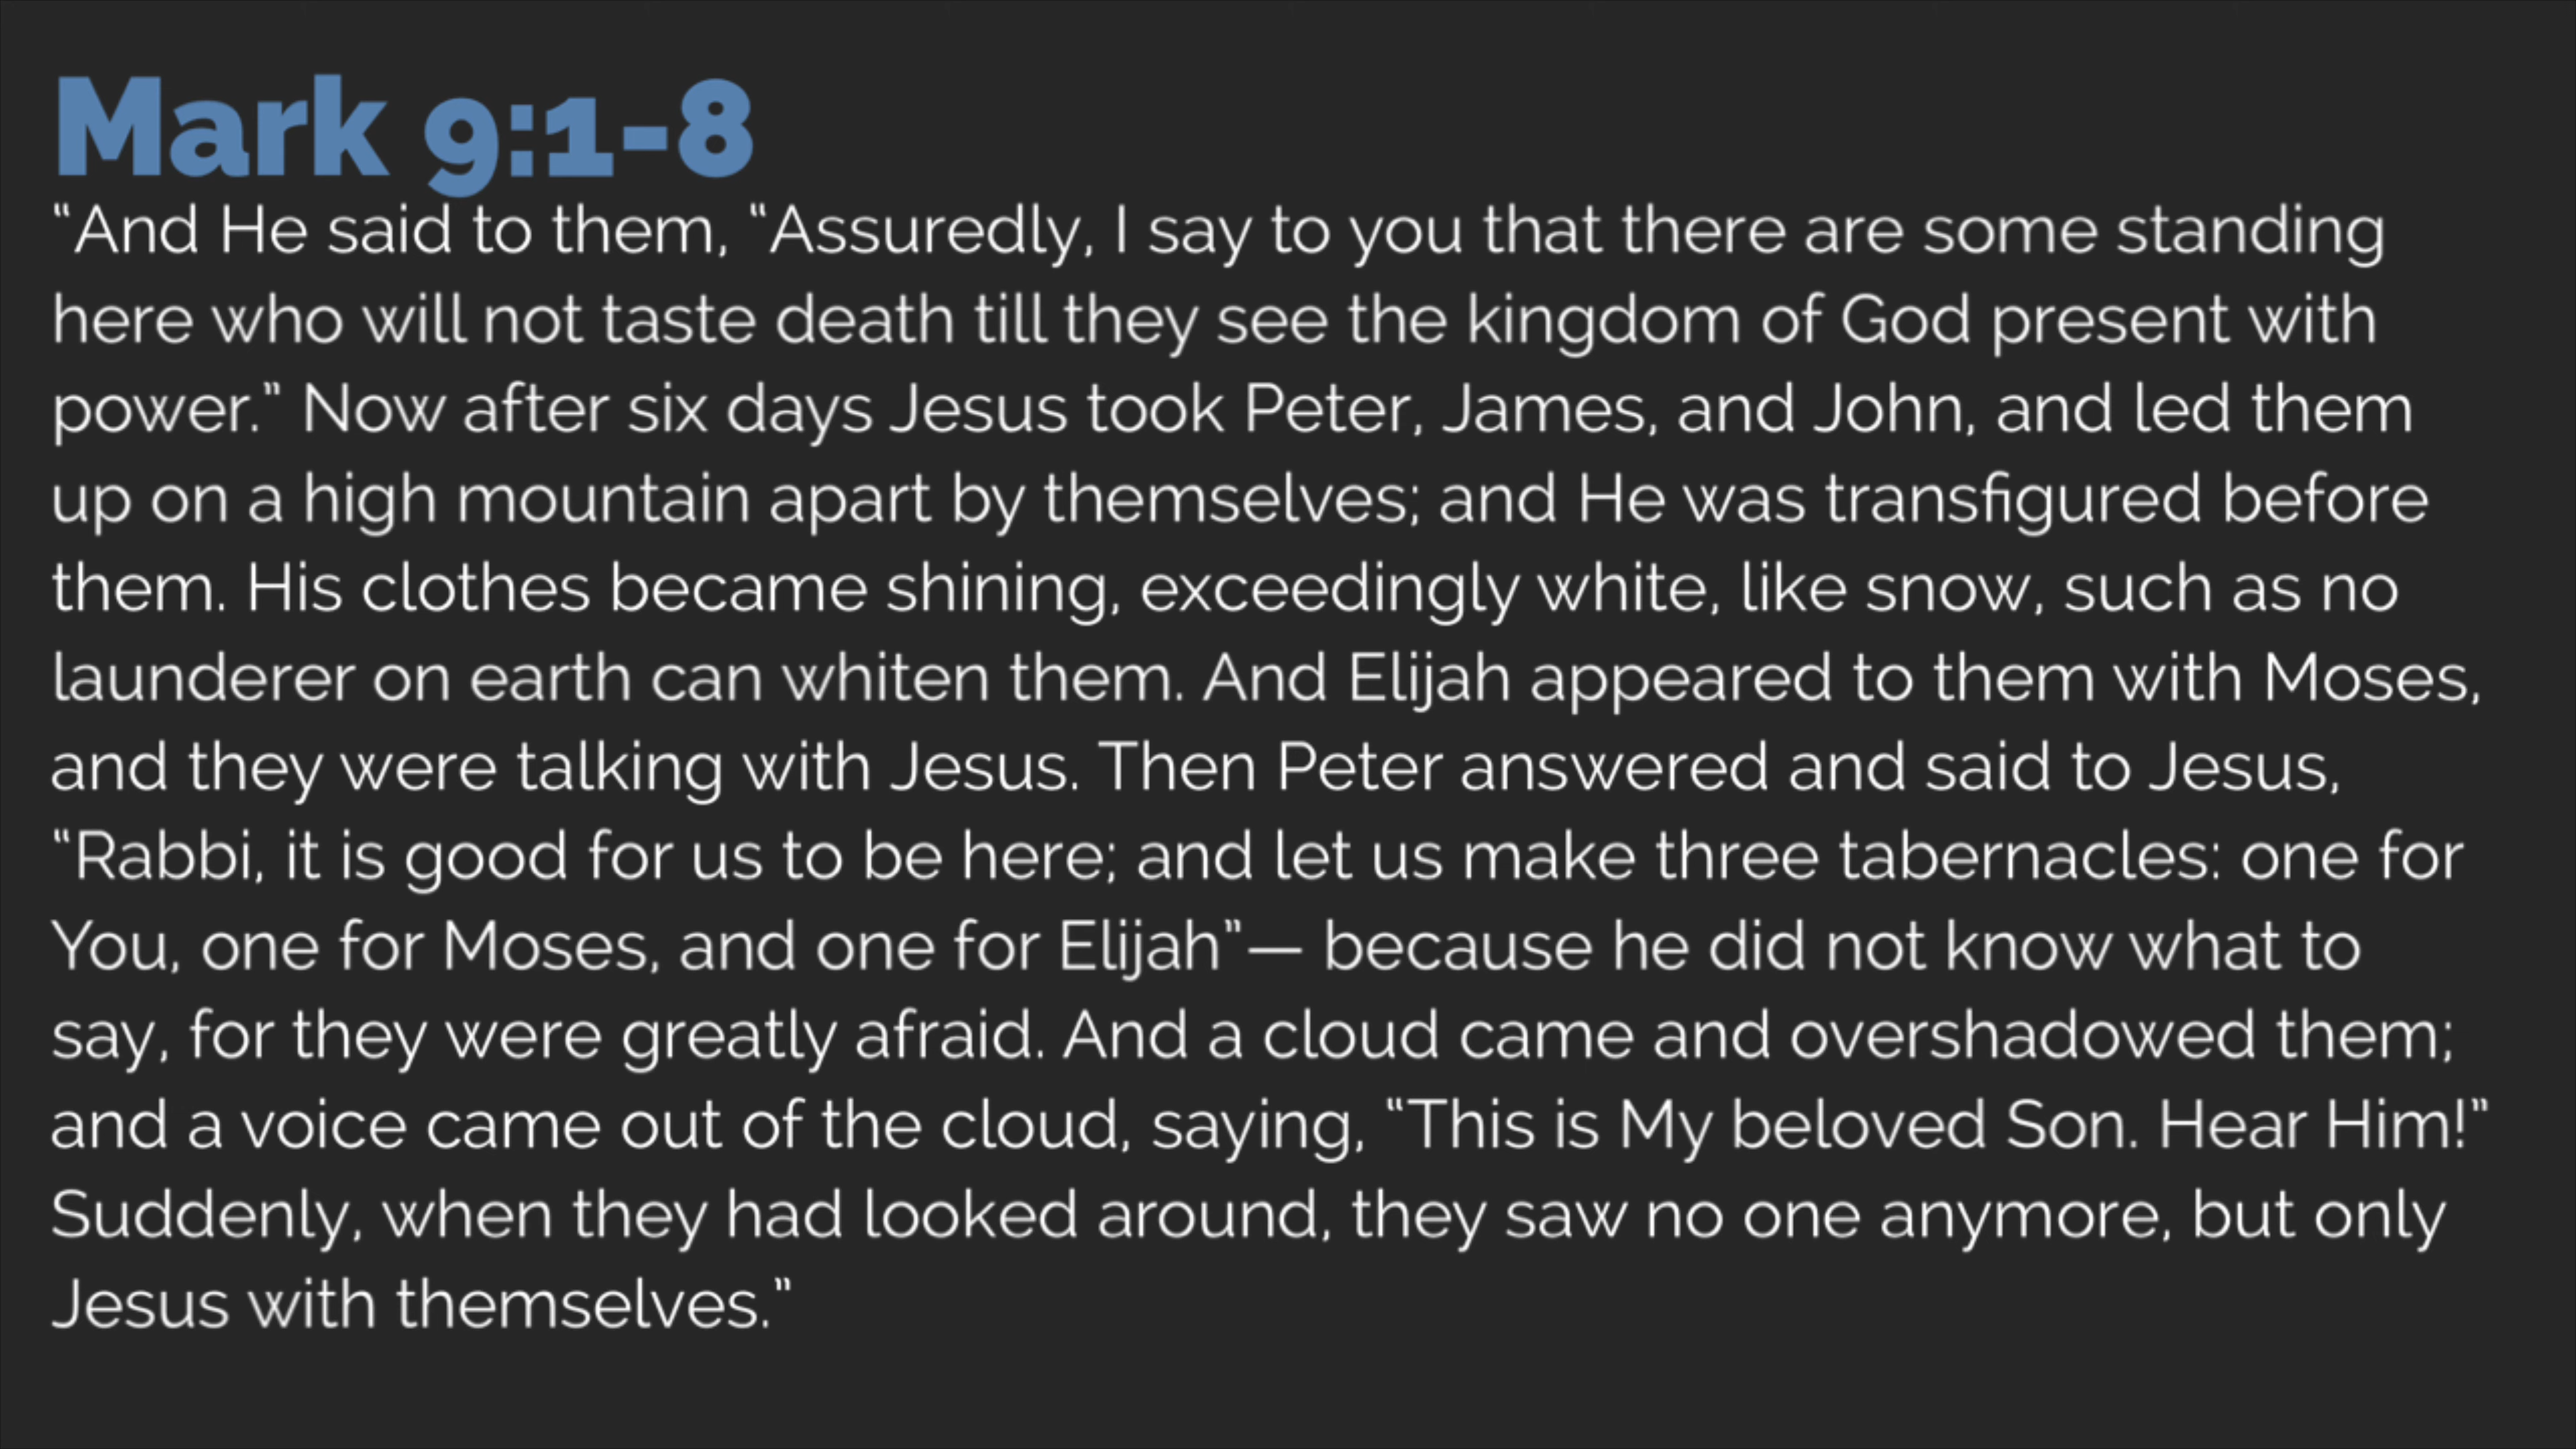 Mark 9:1-8
“And He said to them, “Assuredly, I say to you that there are some standing
here who will not taste death till they see the kingdom of God present with
power.” Now after six days Jesus took Peter, James, and John, and led them
up on a high mountain apart by themselves; and He was transfigured before
them. His clothes became shining, exceedingly white, like snow, such as no
launderer on earth can whiten them. And Elijah appeared to them with Moses,
and they were talking with Jesus. Then Peter answered and said to Jesus,
“Rabbi, it is good for us to be here; and let us make three tabernacles: one for
You, one for Moses, and one for Elijah”— because he did not know what to
say, for they were greatly afraid. And a cloud came and overshadowed them;
and a voice came out of the cloud, saying, “This is My beloved Son. Hear Him!”
Suddenly, when they had looked around, they saw no one anymore, but only
Jesus with themselves.”